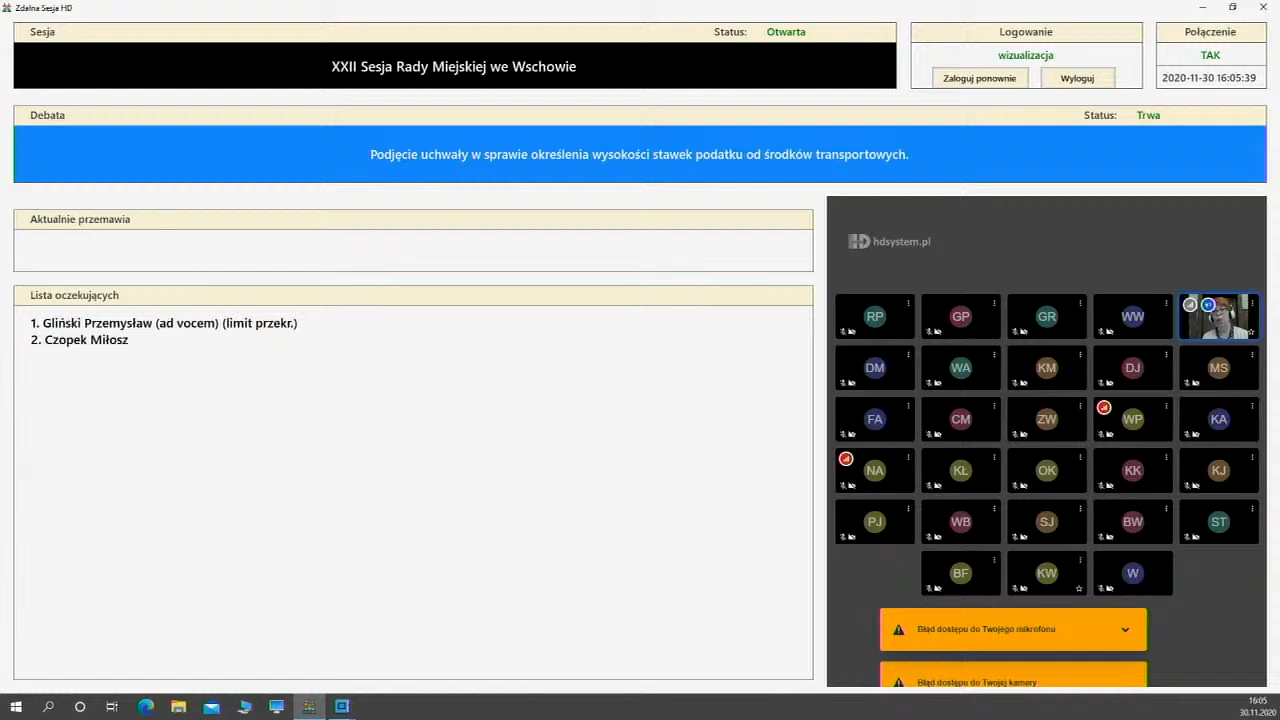 Zdalna Sesja HD
Sesja
Status: Otwarta
XXII Sesja Rady Miejskiej we Wschowie
Logowanie
wizualizacja
Zaloguj ponownie
Wyloguj
Połączenie
TAK
2020-11-30 16:05:39
Debata
Status: Trwa
Podjęcie uchwały w sprawie określenia wysokości stawek podatku od środków transportowych.
Aktualnie przemawia
Lista oczekujących
1. Gliński Przemysław (ad vocem) (limit przekr.)
2. Czopek Miłosz
HD hdsystem.pl
RP GP GR WW
DM WA KM DJ MS
FA CM ZW WP KA
NA KŁ OK KK KJ
PJ WB SJ BW ST
BF KW W
Błąd dostępu do Twojego mikrofonu
Błąd dostępu do Twojej kamery
16:05
30.11.2020